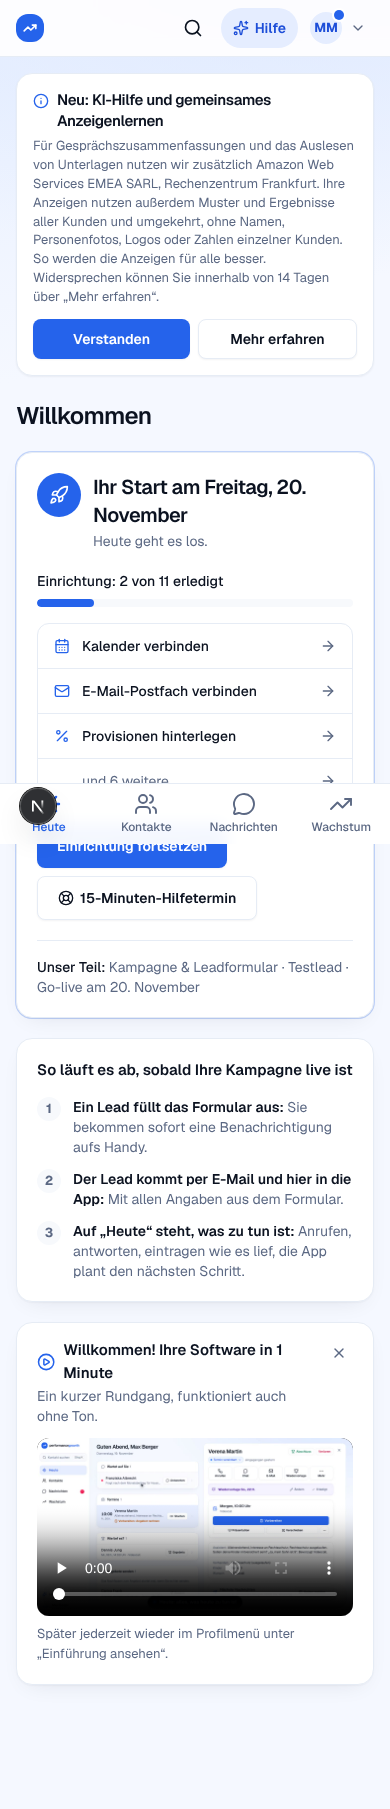 Hilfe
MM
Neu: KI-Hilfe und gemeinsames
Anzeigenlernen
Für Gesprächszusammenfassungen und das Auslesen
von Unterlagen nutzen wir zusätzlich Amazon Web
Services EMEA SARL, Rechenzentrum Frankfurt. Ihre
Anzeigen nutzen außerdem Muster und Ergebnisse
aller Kunden und umgekehrt, ohne Namen,
Personenfotos, Logos oder Zahlen einzelner Kunden.
So werden die Anzeigen für alle besser.
Widersprechen können Sie innerhalb von 14 Tagen
über „Mehr erfahren“.
Verstanden
Mehr erfahren
Willkommen
Ihr Start am Freitag, 20.
November
Heute geht es los.
Einrichtung: 2 von 11 erledigt
Kalender verbinden
E-Mail-Postfach verbinden
Provisionen hinterlegen
und 6 weitere
N
Heute
Kontakte
Nachrichten
Wachstum
Einrichtung fortsetzen
15-Minuten-Hilfetermin
Unser Teil: Kampagne & Leadformular · Testlead ·
Go-live am 20. November
So läuft es ab, sobald Ihre Kampagne live ist
1 Ein Lead füllt das Formular aus: Sie
bekommen sofort eine Benachrichtigung
aufs Handy.
2 Der Lead kommt per E-Mail und hier in die
App: Mit allen Angaben aus dem Formular.
3 Auf „Heute“ steht, was zu tun ist: Anrufen,
antworten, eintragen wie es lief, die App
plant den nächsten Schritt.
Willkommen! Ihre Software in 1
Minute
Ein kurzer Rundgang, funktioniert auch
ohne Ton.
Guten Abend, Max Berger
Verena Martin
0:00
Später jederzeit wieder im Profilmenü unter
„Einführung ansehen“.